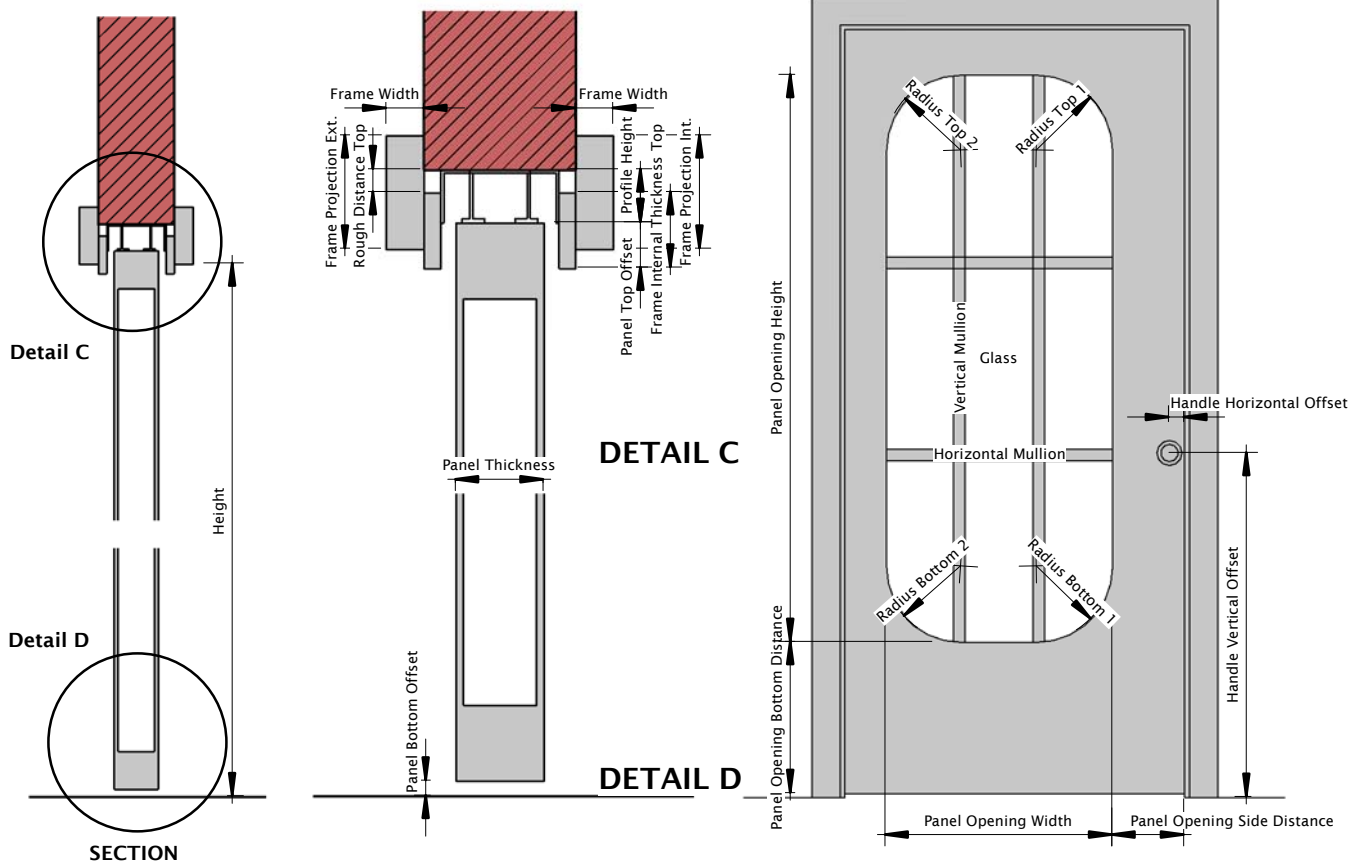 Detail C
Height
Detail D
SECTION
Frame Width
Frame Width
Frame Projection Ext.
Rough Distance Top
Profile Height
Panel Top Offset
Frame Internal Thickness Top
Frame Projection Int.
DETAIL C
Panel Thickness
Panel Bottom Offset
DETAIL D
Radius Top 2
Radius Top 1
Panel Opening Height
Vertical Mullion
Glass
Handle Horizontal Offset
Horizontal Mullion
Radius Bottom 2
Radius Bottom 1
Handle Vertical Offset
Panel Opening Bottom Distance
Panel Opening Width
Panel Opening Side Distance